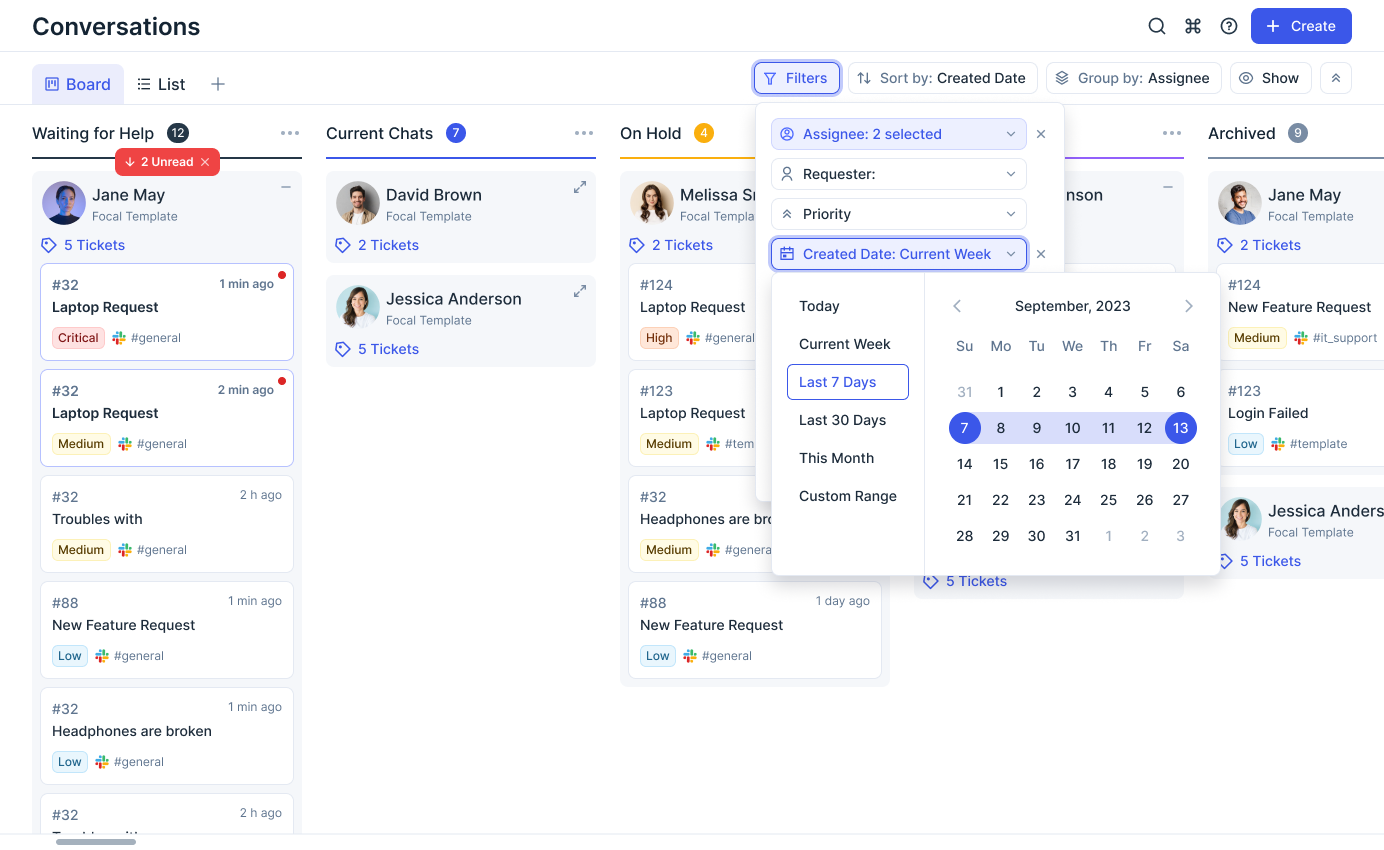 Conversations
Create
Board
List
Filters
Sort by: Created Date
Group by: Assignee
Show
Waiting for Help 12
2 Unread
Jane May
Focal Template
5 Tickets
#32 1 min ago
Laptop Request
Critical #general
#32 2 min ago
Laptop Request
Medium #general
#32 2 h ago
Troubles with
Medium #general
#88 1 min ago
New Feature Request
Low #general
#32 1 min ago
Headphones are broken
Low #general
#32 2 h ago
Current Chats 7
David Brown
Focal Template
2 Tickets
Jessica Anderson
Focal Template
5 Tickets
On Hold 4
Melissa
Focal Template
2 Tickets
#124
Laptop Request
High #general
#123
Laptop Request
Medium #tem
#32
Headphones are bro
Medium #genera
#88 1 day ago
New Feature Request
Low #general
Assignee: 2 selected
Requester:
Priority
Created Date: Current Week
Today
Current Week
Last 7 Days
Last 30 Days
This Month
Custom Range
September, 2023
Su Mo Tu We Th Fr Sa
31 1 2 3 4 5 6
7 8 9 10 11 12 13
14 15 16 17 18 19 20
21 22 23 24 25 26 27
28 29 30 31 1 2 3
nson
5 Tickets
Archived 9
Jane May
Focal Template
2 Tickets
#124
New Feature Request
Medium #it_support
#123
Login Failed
Low #template
Jessica Anders
Focal Template
5 Tickets